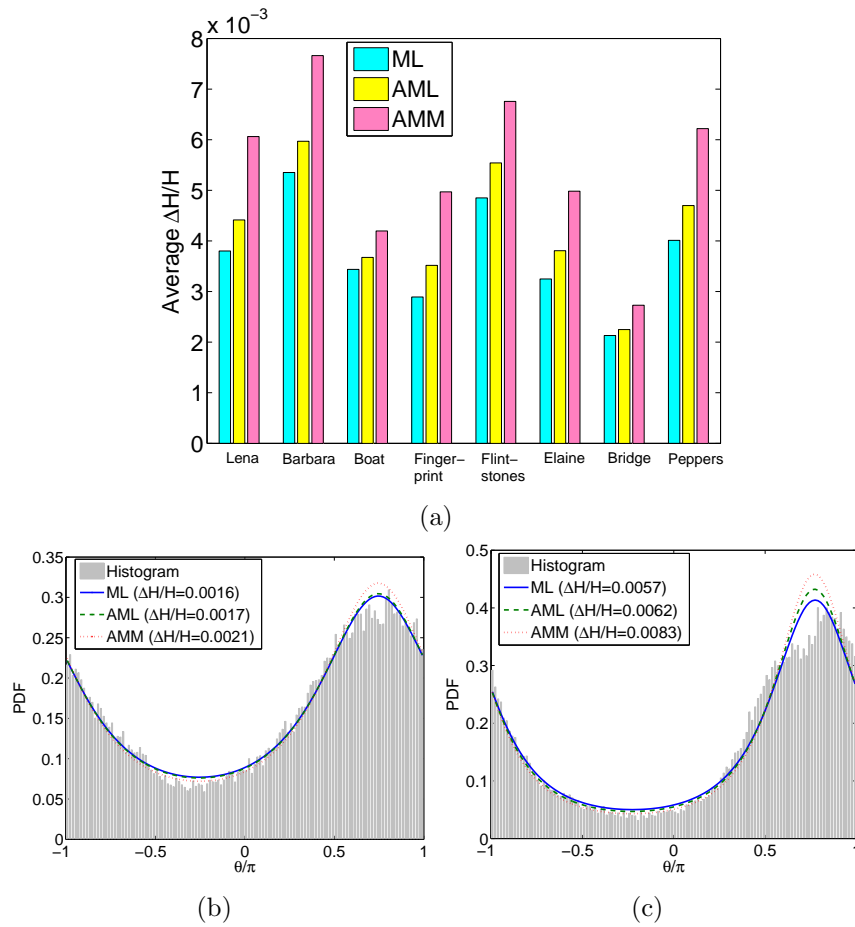 x 10⁻³
8
7
6
5
4
3
2
1
0
Average ΔH/H
ML
AML
AMM
Lena Barbara Boat Finger− print Flint− stones Elaine Bridge Peppers
(a)
0.35
0.3
0.25
0.2
0.15
0.1
0.05
0
PDF
Histogram
ML (ΔH/H=0.0016)
AML (ΔH/H=0.0017)
AMM (ΔH/H=0.0021)
−1 −0.5 0 0.5 1
θ/π
(b)
0.5
0.4
0.3
0.2
0.1
0
PDF
Histogram
ML (ΔH/H=0.0057)
AML (ΔH/H=0.0062)
AMM (ΔH/H=0.0083)
−1 −0.5 0 0.5 1
θ/π
(c)